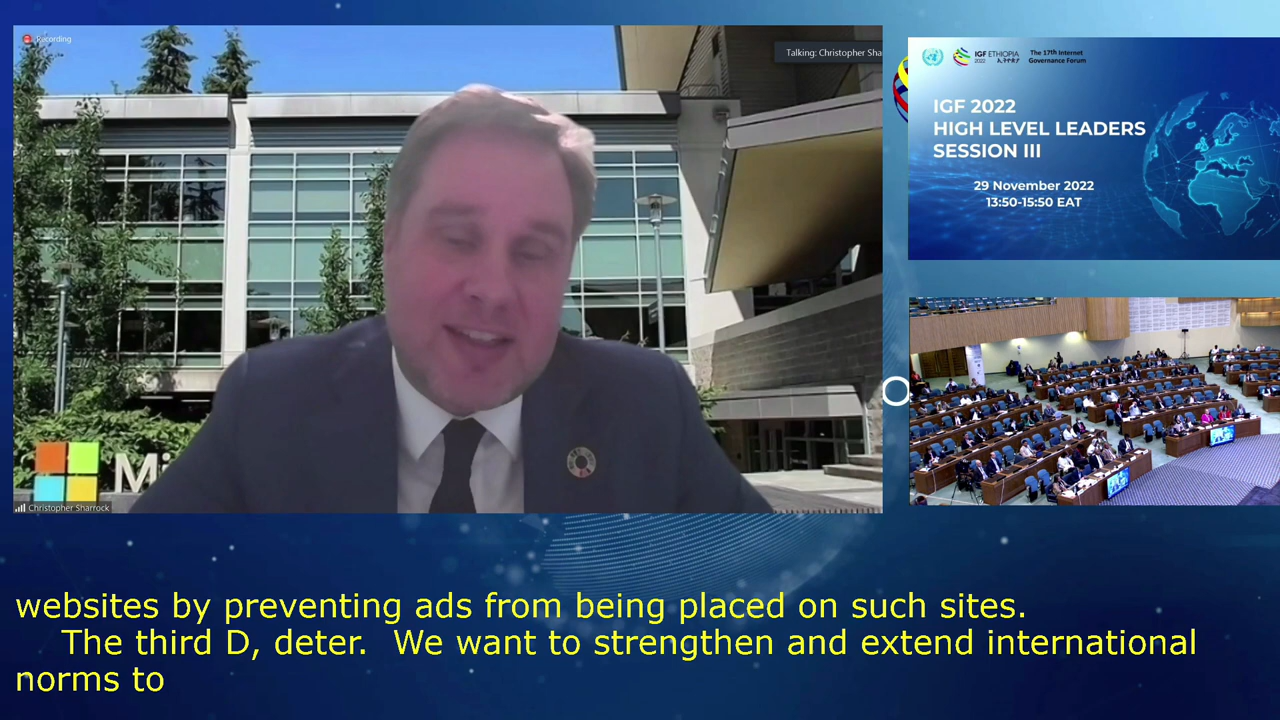 Recording
Talking: Christopher Sha
Mi
Christopher Sharrock
IGF ETHIOPIA
2022 ኢትዮጵያ
The 17th Internet
Governance Forum
IGF 2022
HIGH LEVEL LEADERS
SESSION III
29 November 2022
13:50-15:50 EAT
O
websites by preventing ads from being placed on such sites.
The third D, deter. We want to strengthen and extend international
norms to